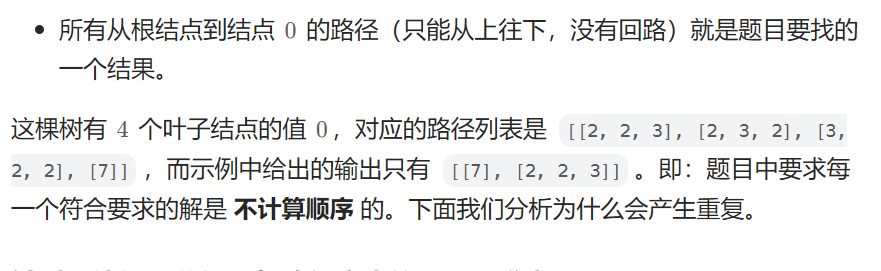 • 所有从根结点到结点 0 的路径（只能从上往下，没有回路）就是题目要找的
一个结果。
这棵树有 4 个叶子结点的值 0，对应的路径列表是 [[2, 2, 3], [2, 3, 2], [3,
2, 2], [7]] ，而示例中给出的输出只有 [[7], [2, 2, 3]] 。即：题目中要求每
一个符合要求的解是 不计算顺序 的。下面我们分析为什么会产生重复。